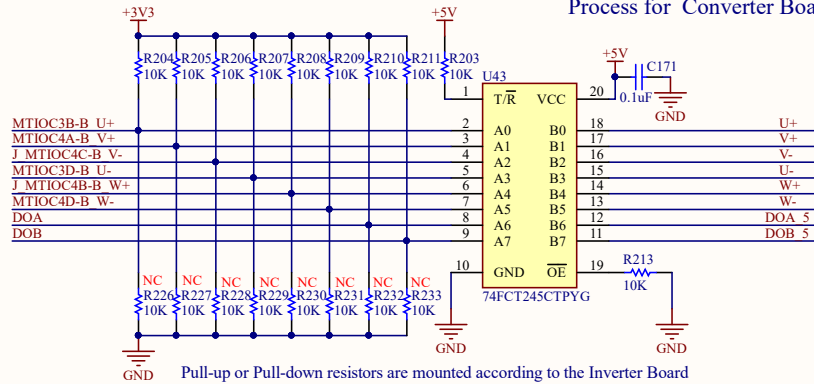 Process for Converter Boa
+3V3
+5V
+5V
R204 R205 R206 R207 R208 R209 R210 R211 R203
10K 10K 10K 10K 10K 10K 10K 10K 10K
C171
0.1uF
GND
U43
1 T/R VCC 20
MTIOC3B-B_U+ 2 A0 B0 18 U+
MTIOC4A-B_V+ 3 A1 B1 17 V+
J_MTIOC4C-B_V- 4 A2 B2 16 V-
MTIOC3D-B_U- 5 A3 B3 15 U-
J_MTIOC4B-B_W+ 6 A4 B4 14 W+
MTIOC4D-B_W- 7 A5 B5 13 W-
DOA 8 A6 B6 12 DOA_5
DOB 9 A7 B7 11 DOB_5
10 GND OE 19
R213
10K
74FCT245CTPYG
NC NC NC NC NC NC NC NC
R226 R227 R228 R229 R230 R231 R232 R233
10K 10K 10K 10K 10K 10K 10K 10K
GND
GND
GND
Pull-up or Pull-down resistors are mounted according to the Inverter Board